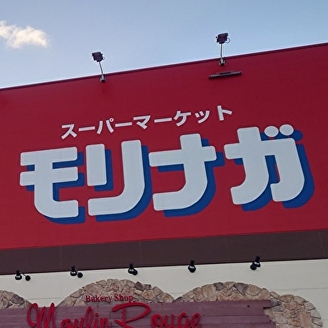 スーパーマーケット
モリナガ
Bakery Shop
Moulin Rouge